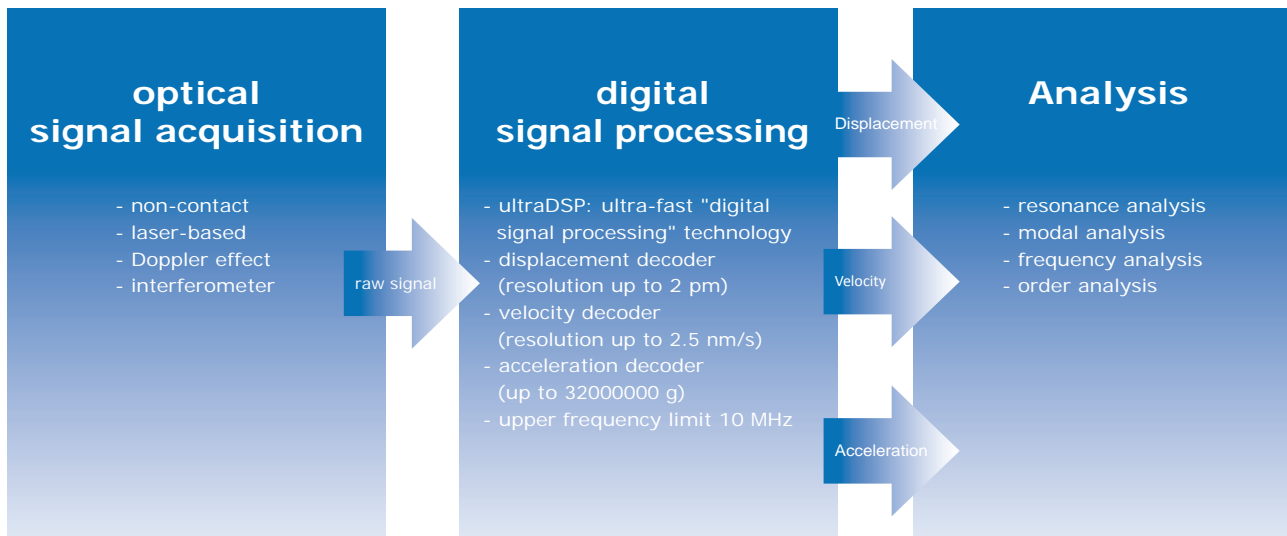 optical
signal acquisition
- non-contact
- laser-based
- Doppler effect
- interferometer
raw signal
digital
signal processing
- ultraDSP: ultra-fast "digital
signal processing" technology
- displacement decoder
(resolution up to 2 pm)
- velocity decoder
(resolution up to 2.5 nm/s)
- acceleration decoder
(up to 32000000 g)
- upper frequency limit 10 MHz
Displacement
Velocity
Acceleration
Analysis
- resonance analysis
- modal analysis
- frequency analysis
- order analysis